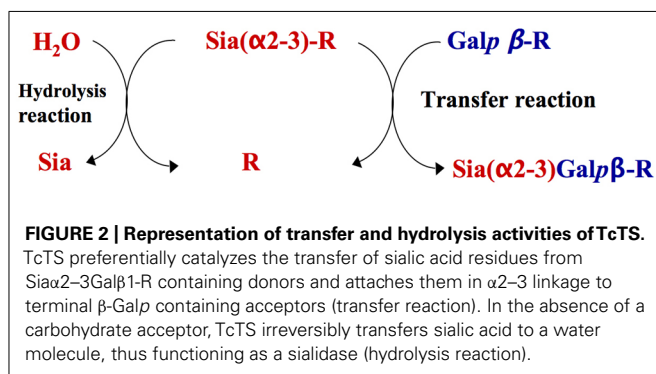 H₂O Sia(α2-3)-R Galp β-R
Hydrolysis
reaction Transfer reaction
Sia R Sia(α2-3)Galpβ-R
FIGURE 2 | Representation of transfer and hydrolysis activities of TcTS.
TcTS preferentially catalyzes the transfer of sialic acid residues from
Siaα2–3Galβ1-R containing donors and attaches them in α2–3 linkage to
terminal β-Galp containing acceptors (transfer reaction). In the absence of a
carbohydrate acceptor, TcTS irreversibly transfers sialic acid to a water
molecule, thus functioning as a sialidase (hydrolysis reaction).